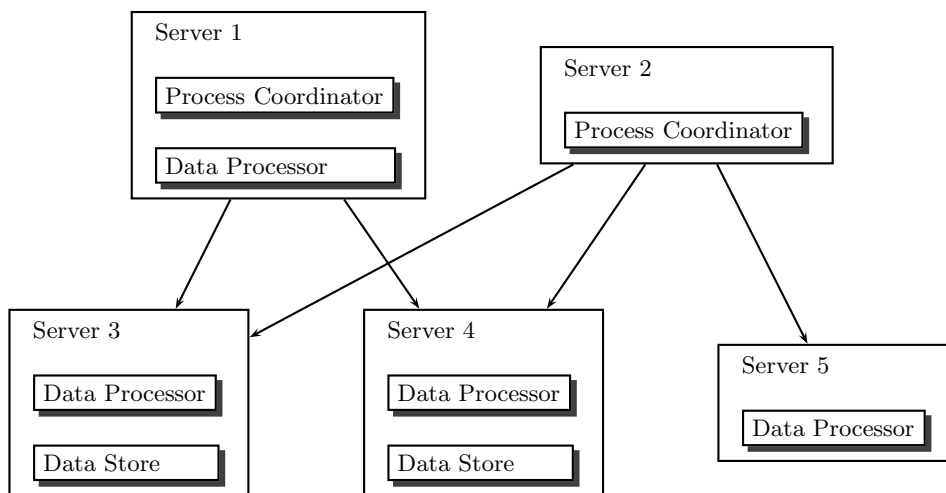 Server 1
Process Coordinator
Data Processor
Server 2
Process Coordinator
Server 3
Data Processor
Data Store
Server 4
Data Processor
Data Store
Server 5
Data Processor